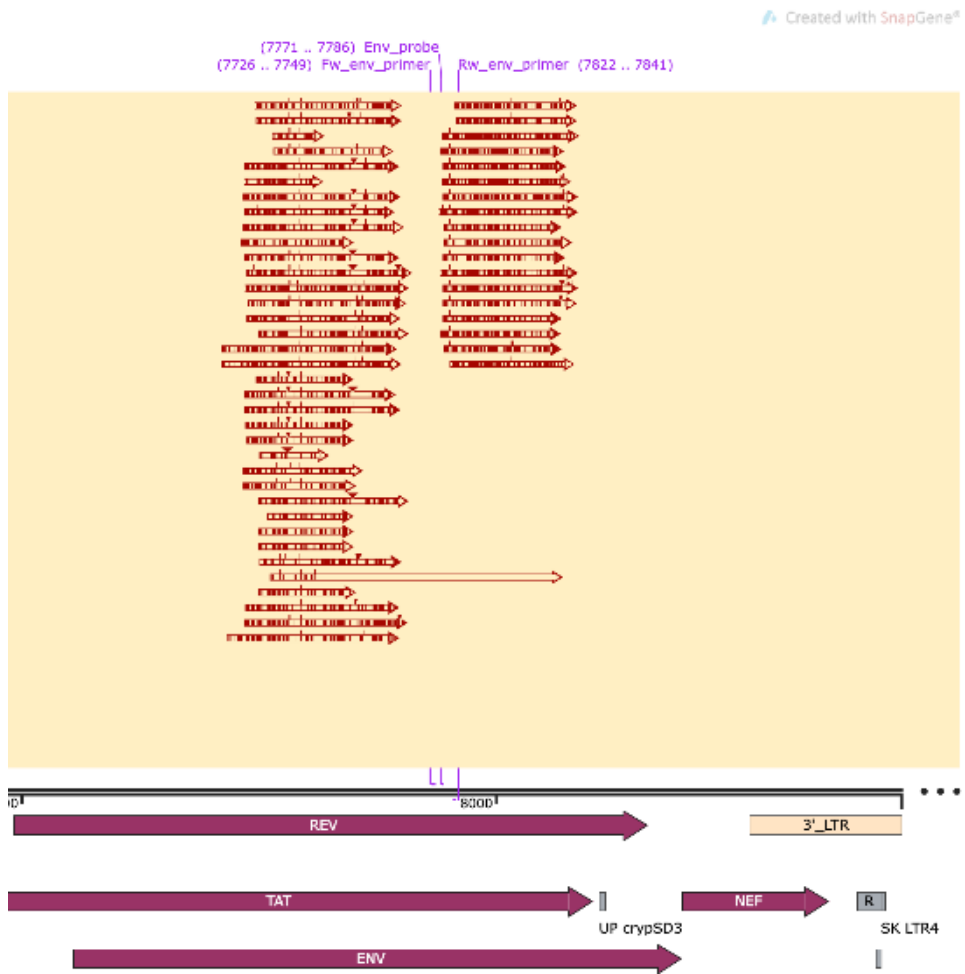 Created with SnapGene®
(7771 .. 7786) Env_probe
(7726 .. 7749) Fw_env_primer Rw_env_primer (7822 .. 7841)
8000
REV 3'_LTR
TAT NEF R
UP crypSD3 SK LTR4
ENV